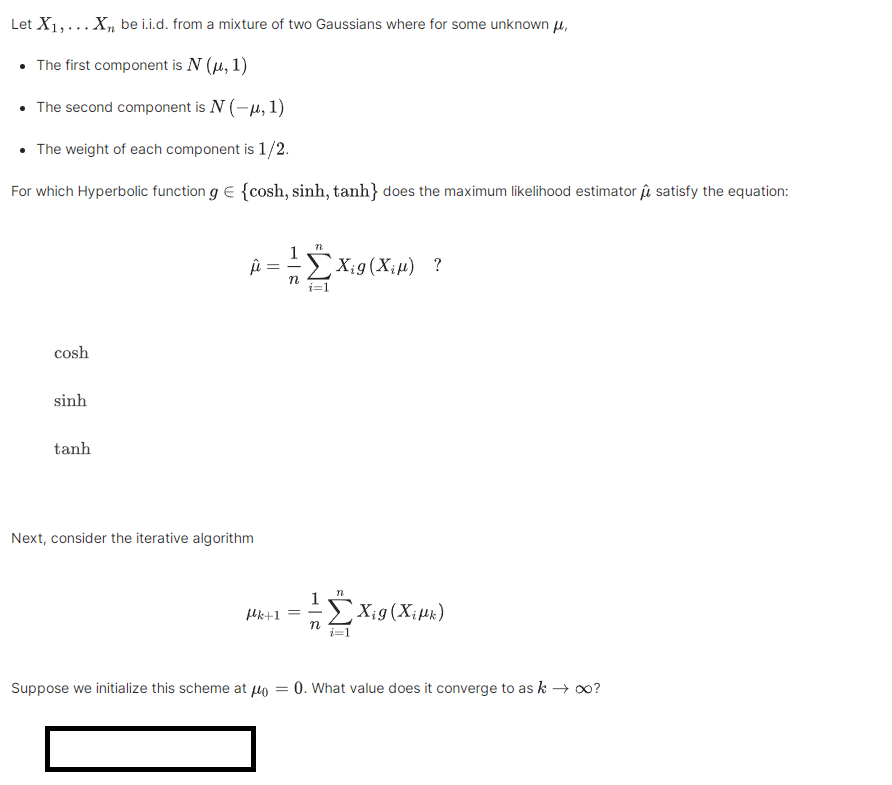 Let $X_1, \ldots X_n$ be i.i.d. from a mixture of two Gaussians where for some unknown $\mu$,
• The first component is $N(\mu, 1)$
• The second component is $N(-\mu, 1)$
• The weight of each component is $1/2$.
For which Hyperbolic function $g \in \{\cosh, \sinh, \tanh\}$ does the maximum likelihood estimator $\hat{\mu}$ satisfy the equation:
$\hat{\mu} = \frac{1}{n} \sum_{i=1}^{n} X_i g(X_i \mu)$ ?
cosh
sinh
tanh
Next, consider the iterative algorithm
$\mu_{k+1} = \frac{1}{n} \sum_{i=1}^{n} X_i g(X_i \mu_k)$
Suppose we initialize this scheme at $\mu_0 = 0$. What value does it converge to as $k \to \infty$?